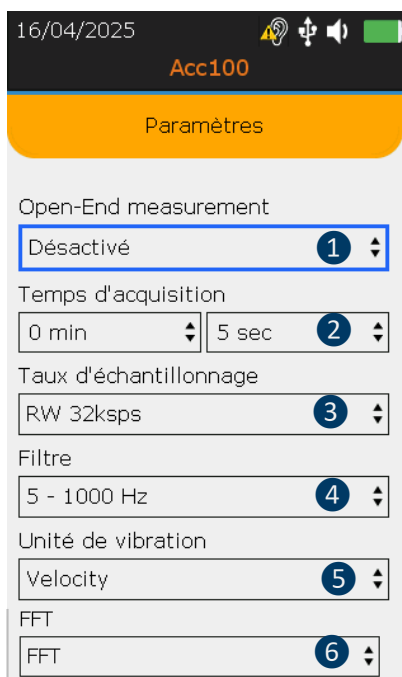 16/04/2025
Acc100
Paramètres
Open-End measurement
Désactivé 1
Temps d'acquisition
0 min 5 sec 2
Taux d'échantillonnage
RW 32ksps 3
Filtre
5 - 1000 Hz 4
Unité de vibration
Velocity 5
FFT
FFT 6